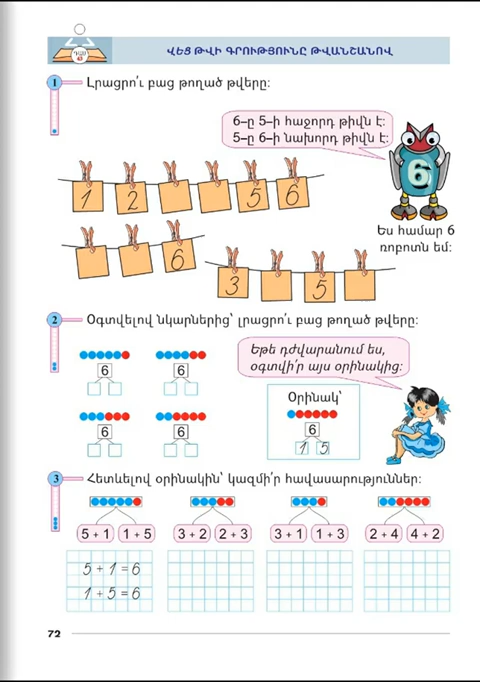 ԴԱՍ
43
ՎԵՑ ԹՎԻ ԳՐՈՒԹՅՈՒՆԸ ԹՎԱՆՇԱՆՈՎ
1 Լրացրո՛ւ բաց թողած թվերը։
6–ը 5–ի հաջորդ թիվն է։
5–ը 6–ի նախորդ թիվն է։
6
1 2 5 6
Ես համար 6
ռոբոտն եմ։
6
3 5
2 Օգտվելով նկարներից՝ լրացրո՛ւ բաց թողած թվերը։
Եթե դժվարանում ես,
օգտվի՛ր այս օրինակից։
6 6
Օրինակ՝
6
1 5
6 6
3 Հետևելով օրինակին՝ կազմի՛ր հավասարություններ։
5 + 1 1 + 5 3 + 2 2 + 3 3 + 1 1 + 3 2 + 4 4 + 2
5 + 1 = 6
1 + 5 = 6
72